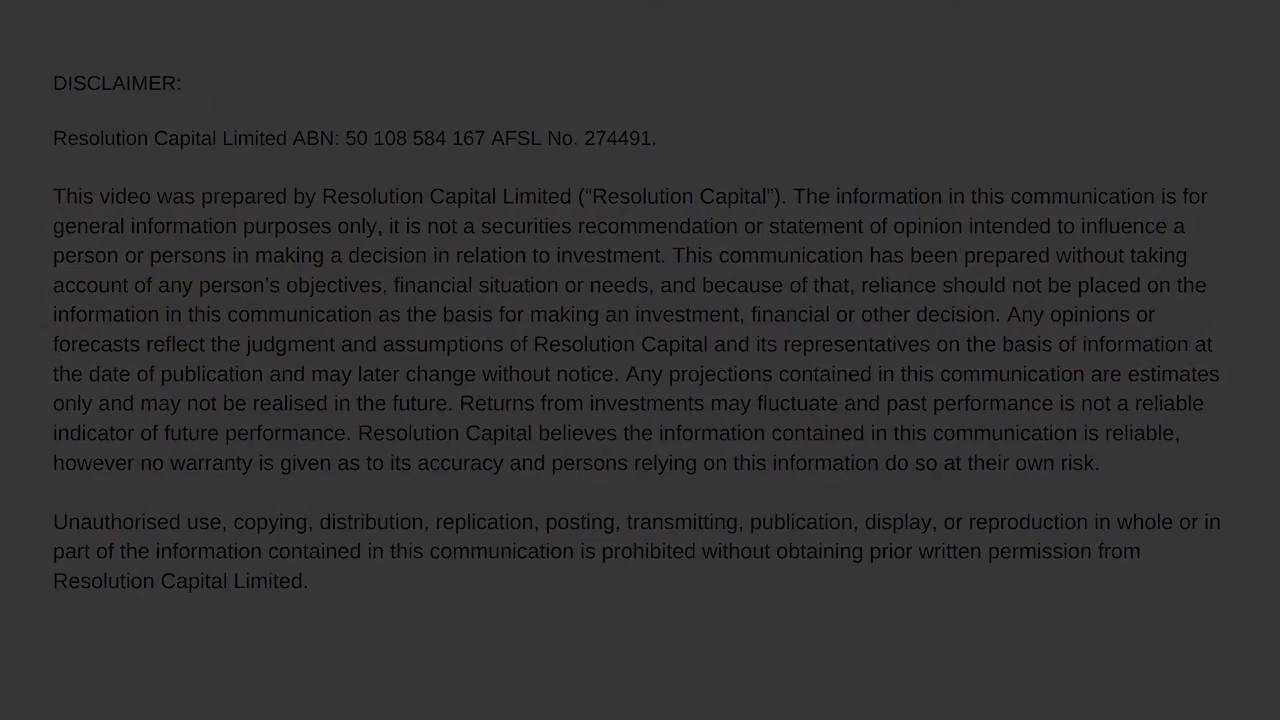 DISCLAIMER:
Resolution Capital Limited ABN: 50 108 584 167 AFSL No. 274491.
This video was prepared by Resolution Capital Limited (“Resolution Capital”). The information in this communication is for
general information purposes only, it is not a securities recommendation or statement of opinion intended to influence a
person or persons in making a decision in relation to investment. This communication has been prepared without taking
account of any person’s objectives, financial situation or needs, and because of that, reliance should not be placed on the
information in this communication as the basis for making an investment, financial or other decision. Any opinions or
forecasts reflect the judgment and assumptions of Resolution Capital and its representatives on the basis of information at
the date of publication and may later change without notice. Any projections contained in this communication are estimates
only and may not be realised in the future. Returns from investments may fluctuate and past performance is not a reliable
indicator of future performance. Resolution Capital believes the information contained in this communication is reliable,
however no warranty is given as to its accuracy and persons relying on this information do so at their own risk.
Unauthorised use, copying, distribution, replication, posting, transmitting, publication, display, or reproduction in whole or in
part of the information contained in this communication is prohibited without obtaining prior written permission from
Resolution Capital Limited.